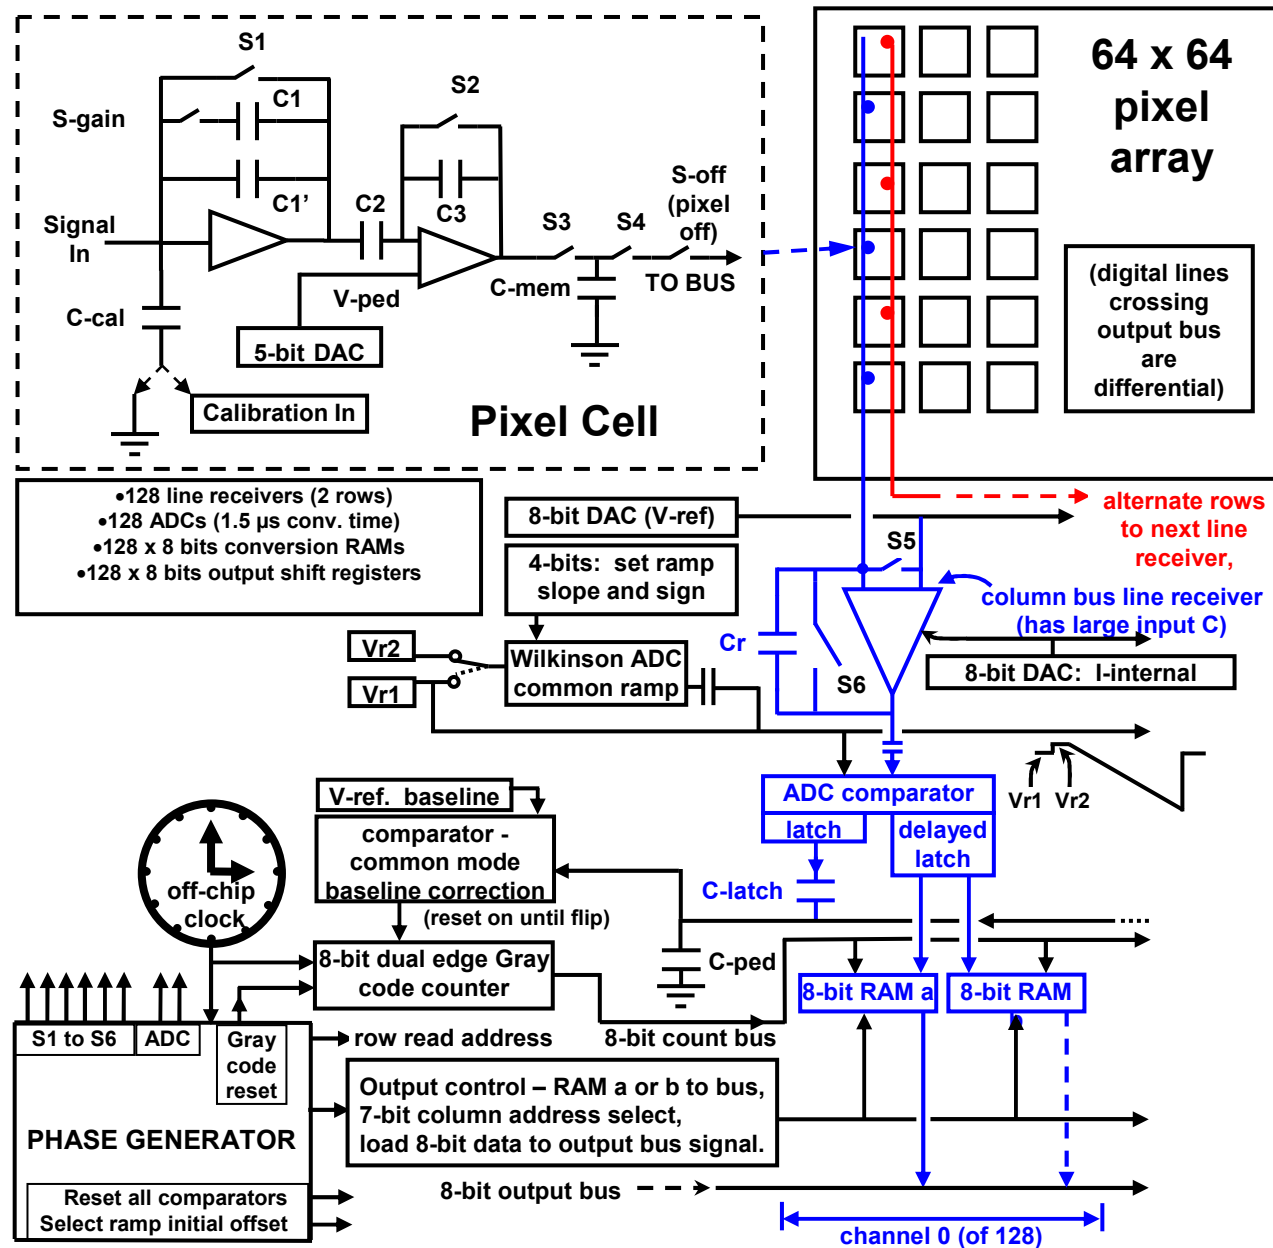 S1
C1
S-gain
C1’
Signal
In
C-cal
S2
C2
C3
S3
S4
S-off
(pixel
off)
TO BUS
C-mem
V-ped
5-bit DAC
Calibration In
Pixel Cell
64 x 64
pixel
array
(digital lines
crossing
output bus
are
differential)
•128 line receivers (2 rows)
•128 ADCs (1.5 µs conv. time)
•128 x 8 bits conversion RAMs
•128 x 8 bits output shift registers
8-bit DAC (V-ref)
4-bits: set ramp
slope and sign
S5
alternate rows
to next line
receiver,
column bus line receiver
(has large input C)
Cr
S6
8-bit DAC: I-internal
Vr2
Vr1
Wilkinson ADC
common ramp
Vr1
Vr2
ADC comparator
latch
delayed
latch
V-ref. baseline
comparator -
common mode
baseline correction
(reset on until flip)
off-chip
clock
C-latch
C-ped
8-bit dual edge Gray
code counter
8-bit RAM a
8-bit RAM
8-bit count bus
S1 to S6
ADC
Gray
code
reset
row read address
PHASE GENERATOR
Output control – RAM a or b to bus,
7-bit column address select,
load 8-bit data to output bus signal.
Reset all comparators
Select ramp initial offset
8-bit output bus
channel 0 (of 128)